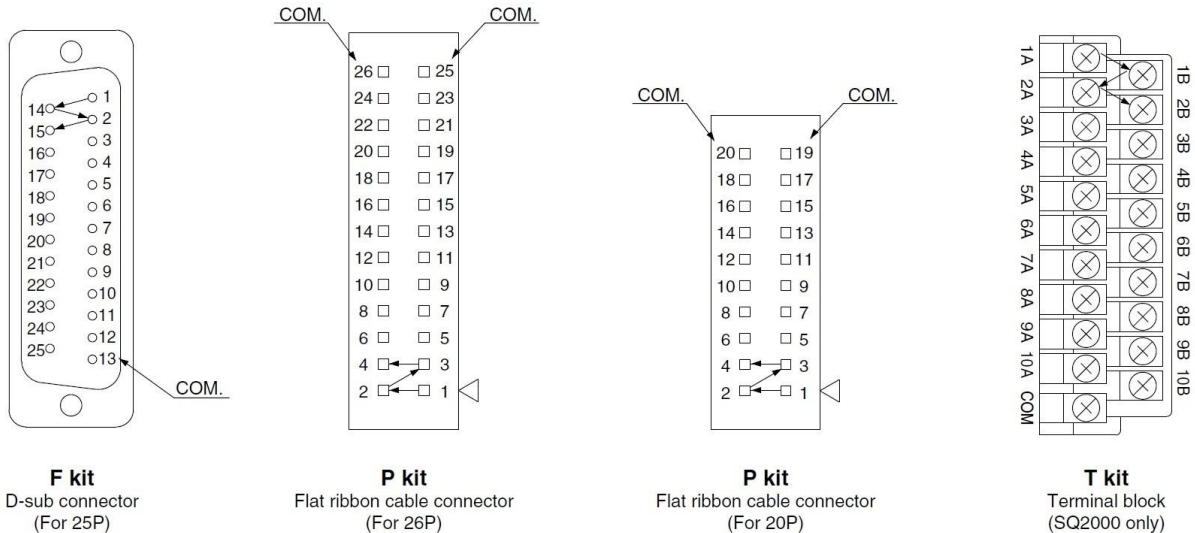 COM.
COM.
COM.
COM.
COM.
1
14
2
15
3
16
4
17
5
18
6
19
7
20
8
21
9
22
10
23
11
24
12
25
13
26 25
24 23
22 21
20 19
18 17
16 15
14 13
12 11
10 9
8 7
6 5
4 3
2 1
20 19
18 17
16 15
14 13
12 11
10 9
8 7
6 5
4 3
2 1
1A
2A
3A
4A
5A
6A
7A
8A
9A
10A
COM
1B
2B
3B
4B
5B
6B
7B
8B
9B
10B
F kit
D-sub connector
(For 25P)
P kit
Flat ribbon cable connector
(For 26P)
P kit
Flat ribbon cable connector
(For 20P)
T kit
Terminal block
(SQ2000 only)